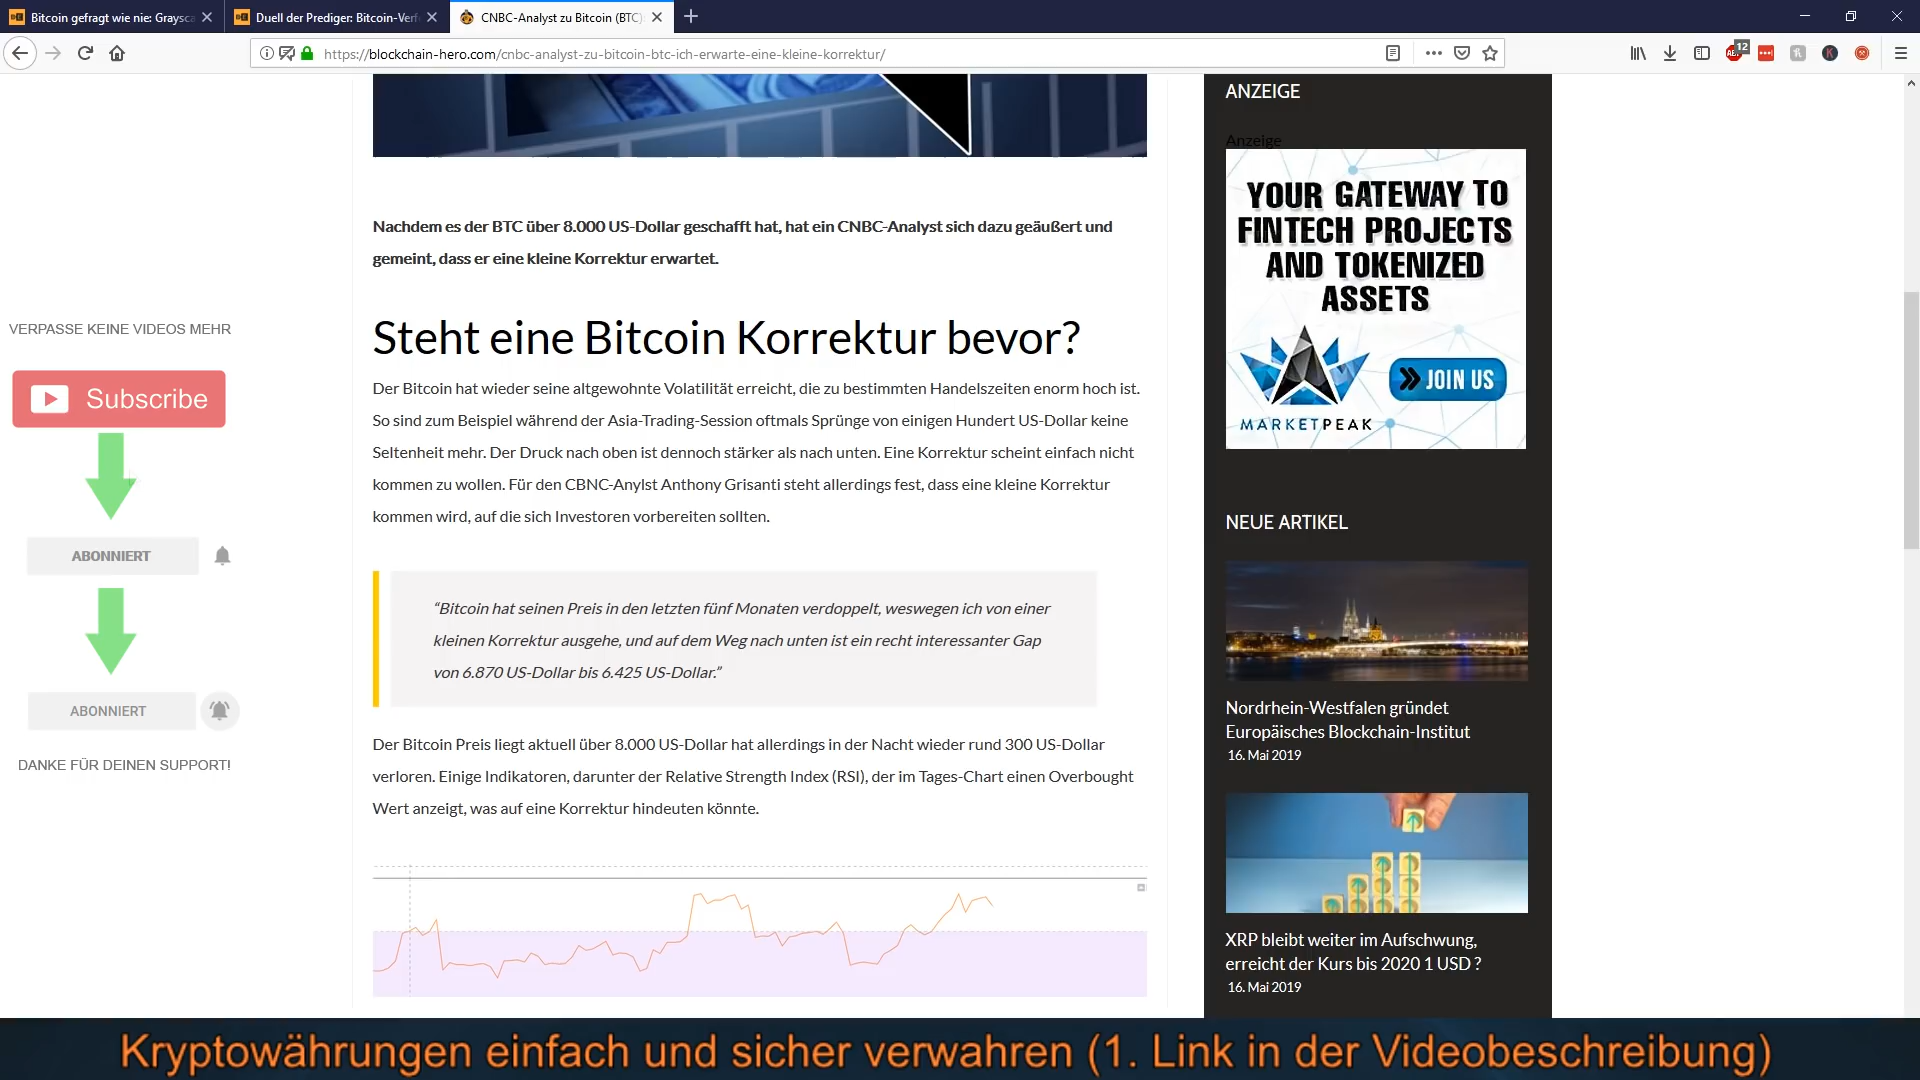 Bitcoin gefragt wie nie: Graysca
Duell der Prediger: Bitcoin-Verf
CNBC-Analyst zu Bitcoin (BTC):
https://blockchain-hero.com/cnbc-analyst-zu-bitcoin-btc-ich-erwarte-eine-kleine-korrektur/
12
VERPASSE KEINE VIDEOS MEHR
Subscribe
ABONNIERT
ABONNIERT
DANKE FÜR DEINEN SUPPORT!
Nachdem es der BTC über 8.000 US-Dollar geschafft hat, hat ein CNBC-Analyst sich dazu geäußert und
gemeint, dass er eine kleine Korrektur erwartet.
Steht eine Bitcoin Korrektur bevor?
Der Bitcoin hat wieder seine altgewohnte Volatilität erreicht, die zu bestimmten Handelszeiten enorm hoch ist.
So sind zum Beispiel während der Asia-Trading-Session oftmals Sprünge von einigen Hundert US-Dollar keine
Seltenheit mehr. Der Druck nach oben ist dennoch stärker als nach unten. Eine Korrektur scheint einfach nicht
kommen zu wollen. Für den CBNC-Anylst Anthony Grisanti steht allerdings fest, dass eine kleine Korrektur
kommen wird, auf die sich Investoren vorbereiten sollten.
“Bitcoin hat seinen Preis in den letzten fünf Monaten verdoppelt, weswegen ich von einer
kleinen Korrektur ausgehe, und auf dem Weg nach unten ist ein recht interessanter Gap
von 6.870 US-Dollar bis 6.425 US-Dollar.”
Der Bitcoin Preis liegt aktuell über 8.000 US-Dollar hat allerdings in der Nacht wieder rund 300 US-Dollar
verloren. Einige Indikatoren, darunter der Relative Strength Index (RSI), der im Tages-Chart einen Overbought
Wert anzeigt, was auf eine Korrektur hindeuten könnte.
ANZEIGE
Anzeige
YOUR GATEWAY TO
FINTECH PROJECTS
AND TOKENIZED
ASSETS
JOIN US
MARKETPEAK
NEUE ARTIKEL
Nordrhein-Westfalen gründet
Europäisches Blockchain-Institut
16. Mai 2019
XRP bleibt weiter im Aufschwung,
erreicht der Kurs bis 2020 1 USD ?
16. Mai 2019
Kryptowährungen einfach und sicher verwahren (1. Link in der Videobeschreibung)